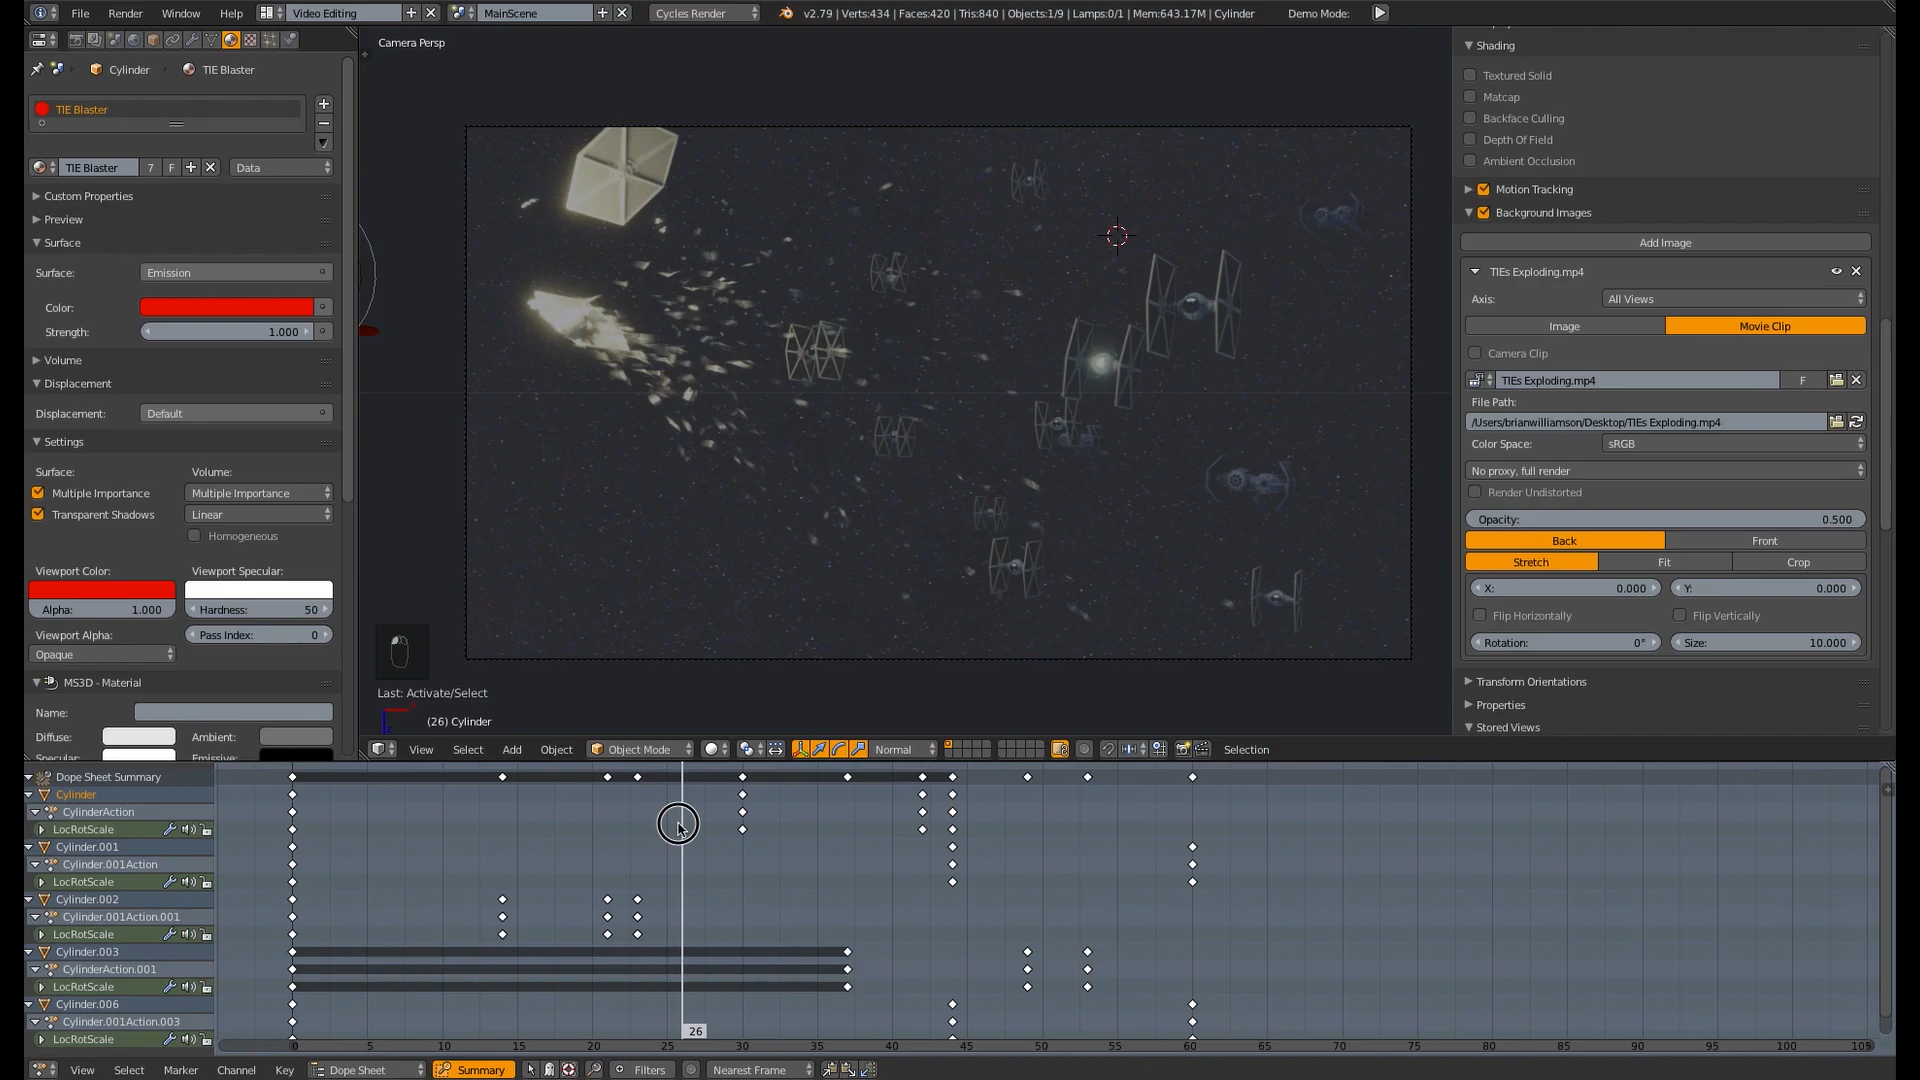 File Render Window Help Video Editing MainScene Cycles Render v2.79 | Verts:434 | Faces:420 | Tris:840 | Objects:1/9 | Lamps:0/1 | Mem:643.17M | Cylinder Demo Mode:
Cylinder TIE Blaster
TIE Blaster
TIE Blaster 7 F Data
Custom Properties
Preview
Surface
Surface: Emission
Color:
Strength: 1.000
Volume
Displacement
Displacement: Default
Settings
Surface: Volume:
Multiple Importance Multiple Importance
Transparent Shadows Linear
Homogeneous
Viewport Color: Viewport Specular:
Alpha: 1.000 Hardness: 50
Viewport Alpha: Pass Index: 0
Opaque
MS3D - Material
Name:
Diffuse: Ambient:
Specular: Emissive:
Camera Persp
Last: Activate/Select
(26) Cylinder
View Select Add Object Object Mode Normal Selection
Shading
Textured Solid
Matcap
Backface Culling
Depth Of Field
Ambient Occlusion
Motion Tracking
Background Images
Add Image
TIEs Exploding.mp4
Axis: All Views
Image Movie Clip
Camera Clip
TIEs Exploding.mp4 F
File Path:
/Users/brianwilliamson/Desktop/TIEs Exploding.mp4
Color Space: sRGB
No proxy, full render
Render Undistorted
Opacity: 0.500
Back Front
Stretch Fit Crop
X: 0.000 Y: 0.000
Flip Horizontally Flip Vertically
Rotation: 0° Size: 10.000
Transform Orientations
Properties
Stored Views
Dope Sheet Summary
Cylinder
CylinderAction
LocRotScale
Cylinder.001
Cylinder.001Action
LocRotScale
Cylinder.002
Cylinder.001Action.001
LocRotScale
Cylinder.003
CylinderAction.001
LocRotScale
Cylinder.006
Cylinder.001Action.003
LocRotScale
26
0 5 10 15 20 25 30 35 40 45 50 55 60 65 70 75 80 85 90 95 100 105
View Select Marker Channel Key Dope Sheet Summary Filters Nearest Frame